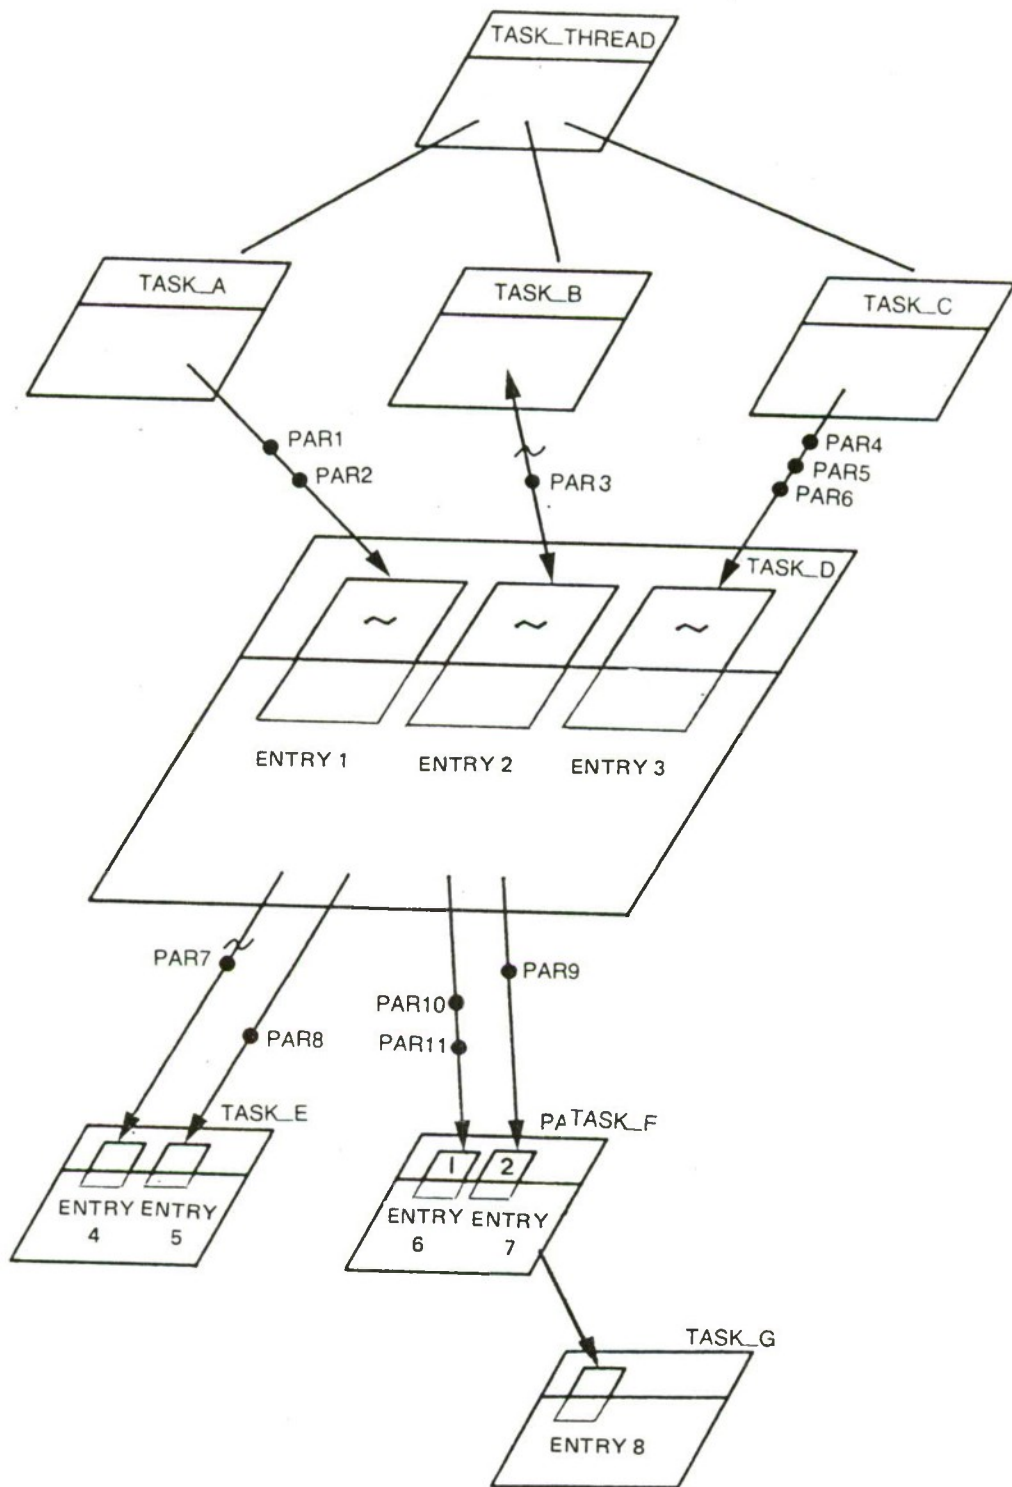 TASK_THREAD
TASK_A
TASK_B
TASK_C
PAR1
PAR2
PAR3
PAR4
PAR5
PAR6
TASK_D
~
~
~
ENTRY 1
ENTRY 2
ENTRY 3
PAR7
PAR8
PAR9
PAR10
PAR11
TASK_E
ENTRY ENTRY
4 5
PATASK_F
1 2
ENTRY ENTRY
6 7
TASK_G
ENTRY 8